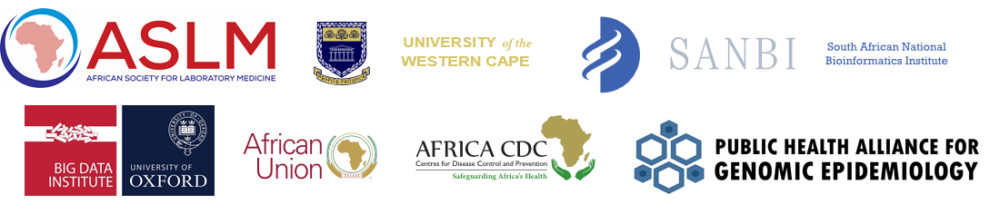 ASLM
AFRICAN SOCIETY FOR LABORATORY MEDICINE
RESPICE PROSPICE
UNIVERSITY of the
WESTERN CAPE
SANBI
South African National
Bioinformatics Institute
BIG DATA
INSTITUTE
UNIVERSITY OF
OXFORD
African
Union
AFRICA CDC
Centres for Disease Control and Prevention
Safeguarding Africa's Health
PUBLIC HEALTH ALLIANCE FOR
GENOMIC EPIDEMIOLOGY